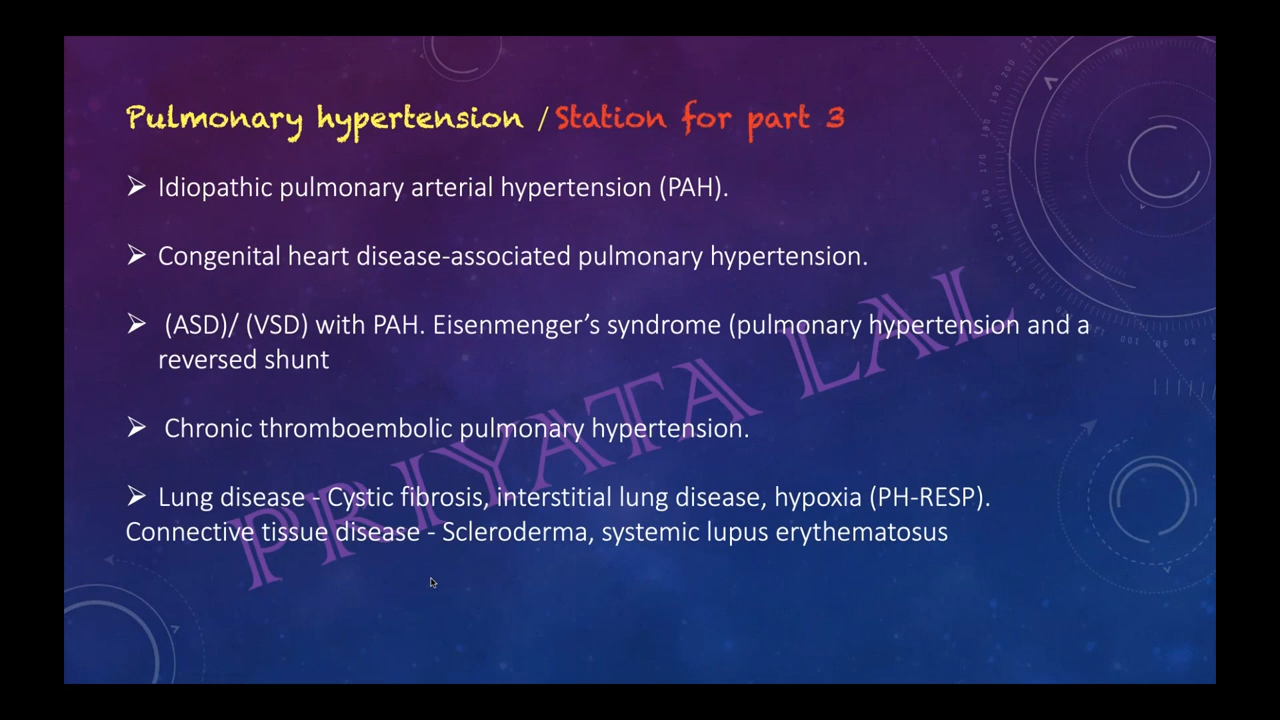 Pulmonary hypertension / Station for part 3
➢ Idiopathic pulmonary arterial hypertension (PAH).
➢ Congenital heart disease-associated pulmonary hypertension.
➢ (ASD)/ (VSD) with PAH. Eisenmenger’s syndrome (pulmonary hypertension and a
reversed shunt
➢ Chronic thromboembolic pulmonary hypertension.
➢ Lung disease - Cystic fibrosis, interstitial lung disease, hypoxia (PH-RESP).
Connective tissue disease - Scleroderma, systemic lupus erythematosus
PRIYATA LAL